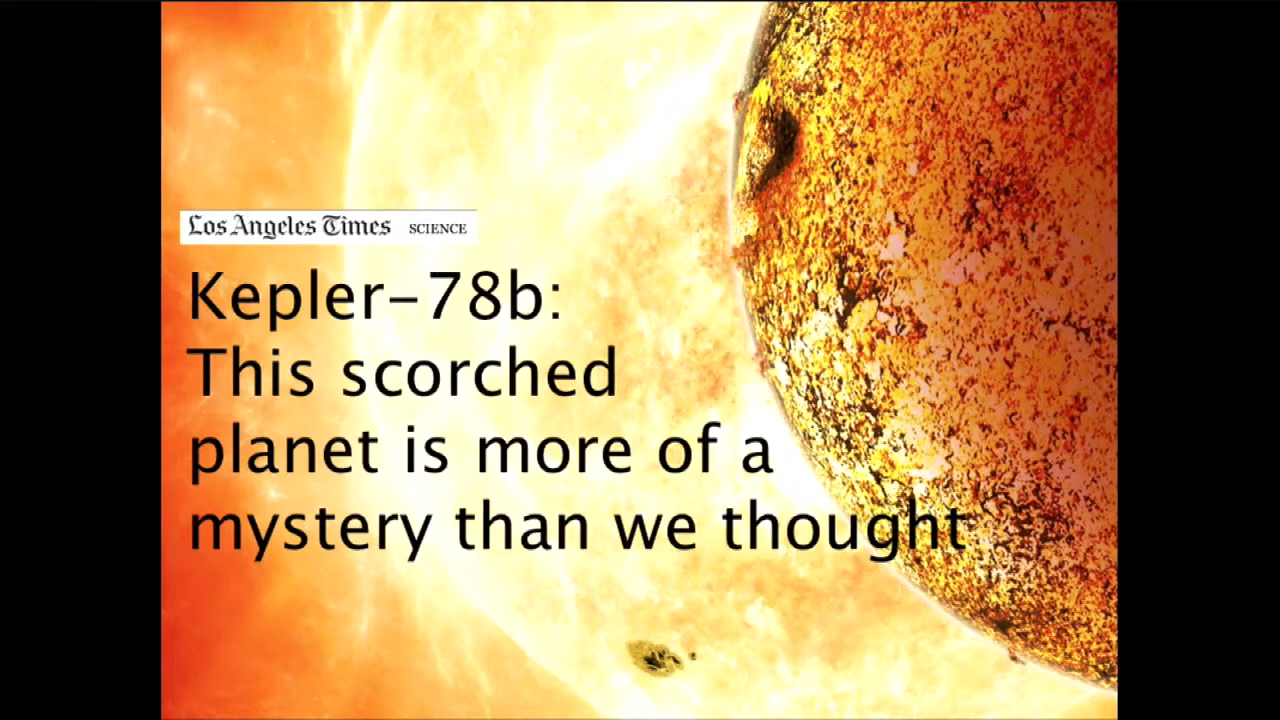 Los Angeles Times SCIENCE
Kepler-78b:
This scorched
planet is more of a
mystery than we thought